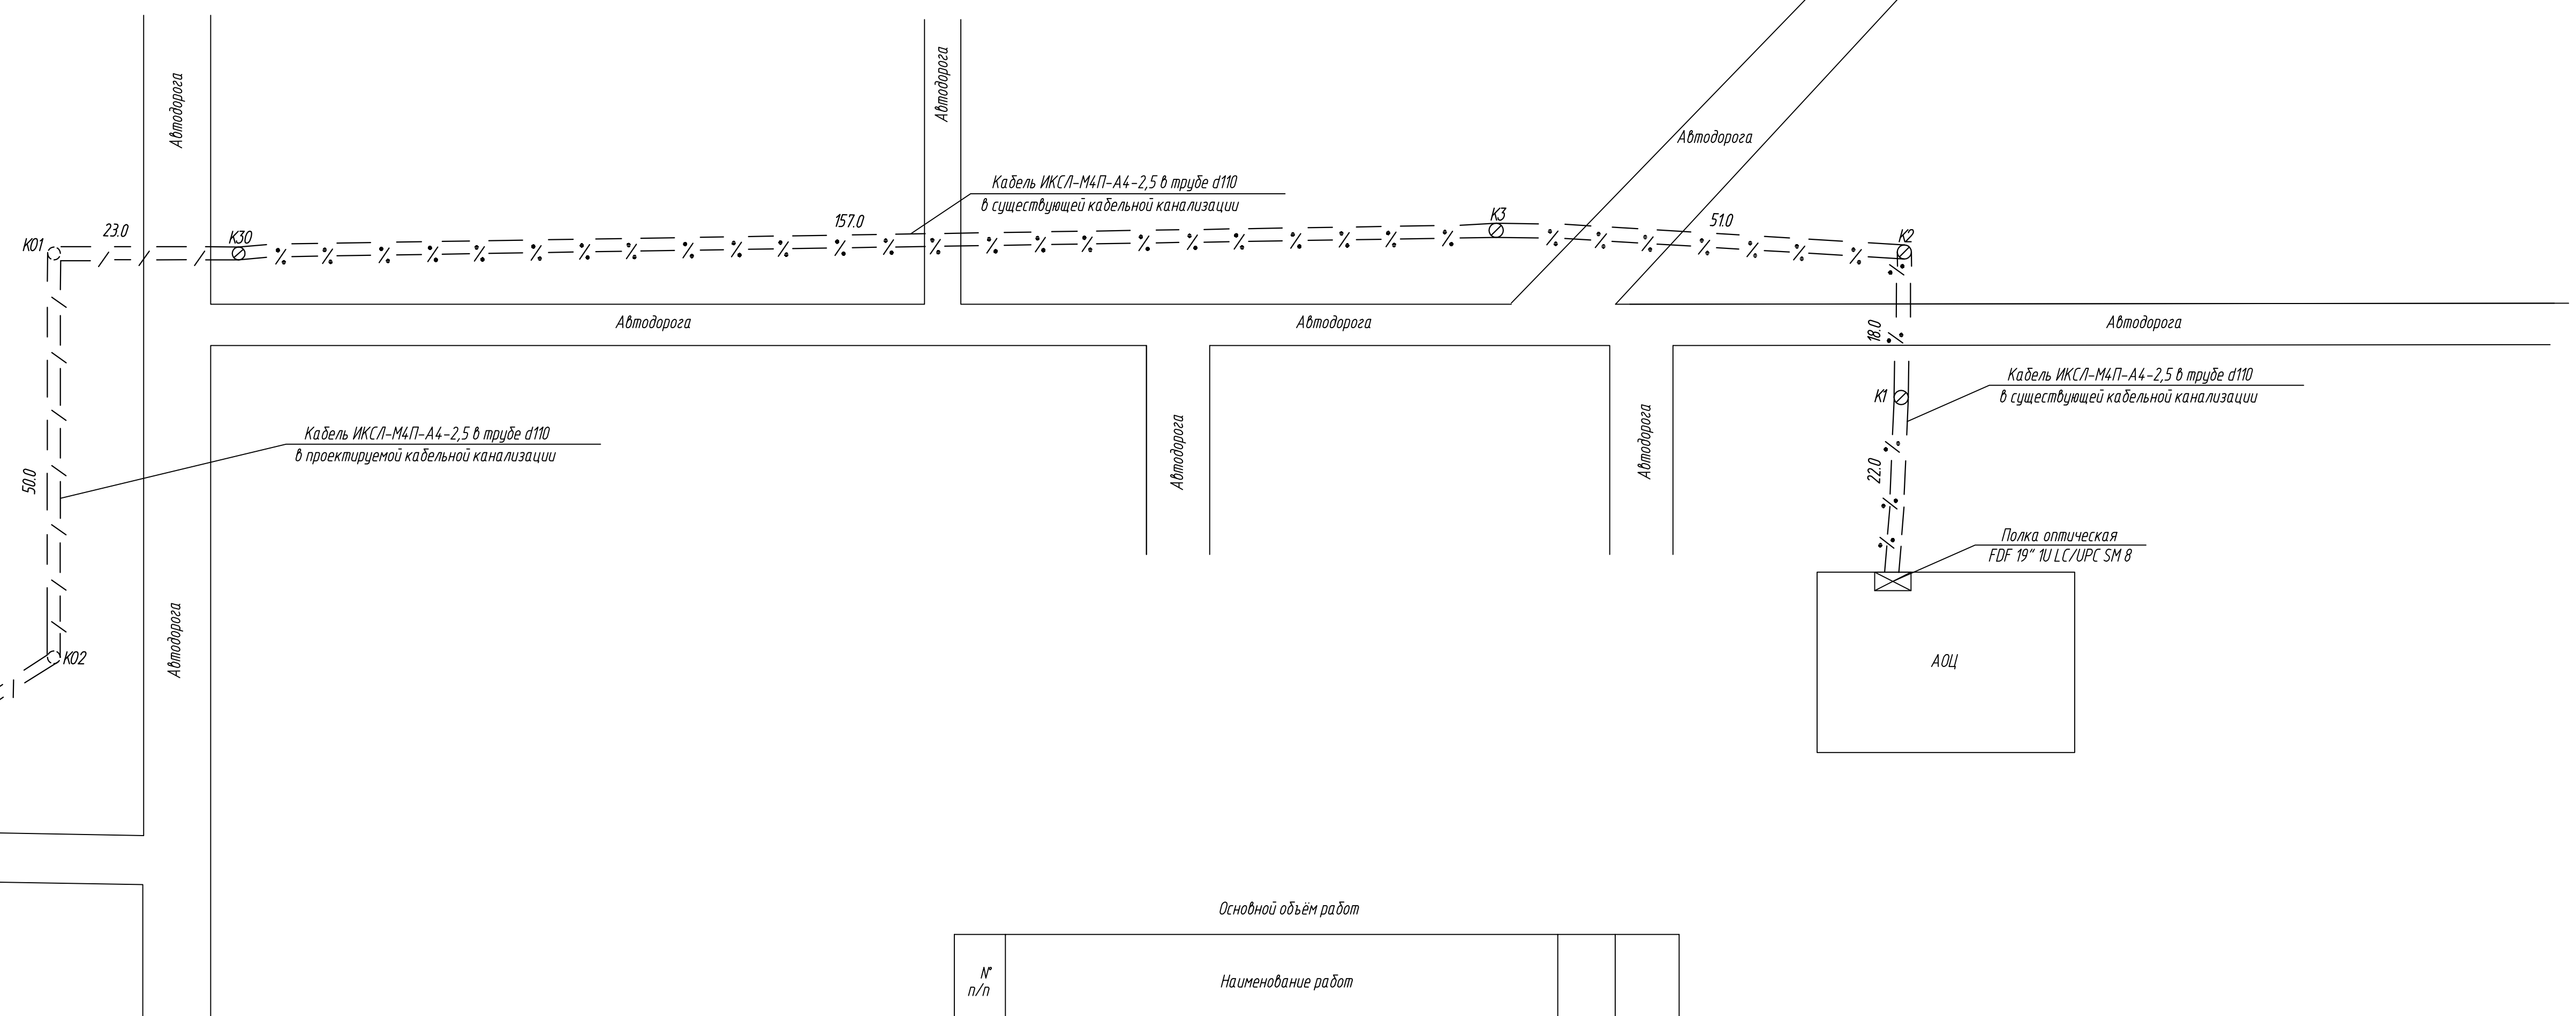 Автодорога
Автодорога
Автодорога
Кабель ИКСЛ-М4П-А4-2,5 в трубе d110
в существующей кабельной канализации
К01
23.0
К30
157.0
К3
51.0
К2
Автодорога
Автодорога
Автодорога
18.0
Кабель ИКСЛ-М4П-А4-2,5 в трубе d110
в существующей кабельной канализации
К1
Кабель ИКСЛ-М4П-А4-2,5 в трубе d110
в проектируемой кабельной канализации
50.0
Автодорога
Автодорога
22.0
Полка оптическая
FDF 19" 1U LC/UPC SM 8
Автодорога
К02
АОЦ
Основной объём работ
№
п/п
Наименование работ